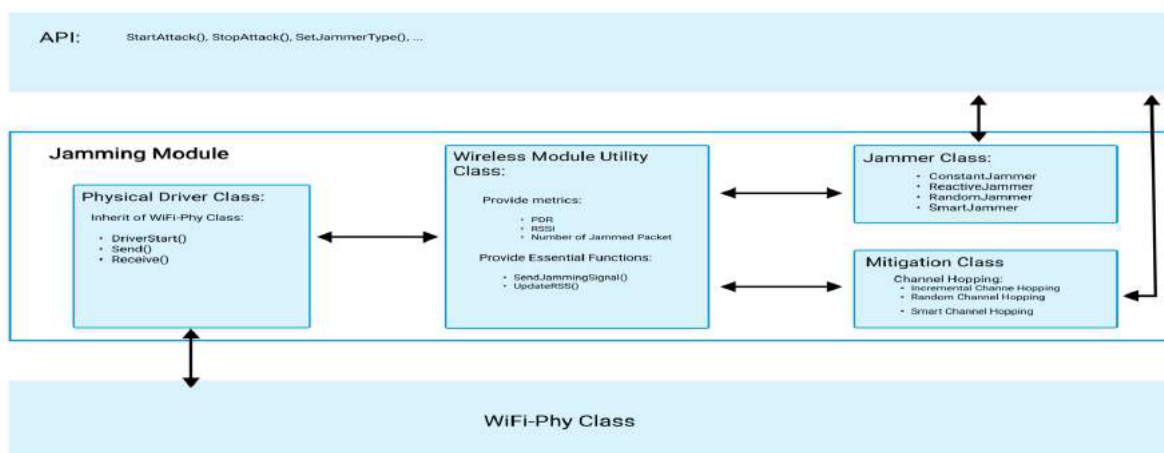 API: StartAttack(), StopAttack(), SetJammerType(), ...
Jamming Module
Physical Driver Class:
Inherit of WiFi-Phy Class:
• DriverStart()
• Send()
• Receive()
Wireless Module Utility
Class:
Provide metrics:
• PDR
• RSSI
• Number of Jammed Packet
Provide Essential Functions:
• SendJammingSignal()
• UpdateRSS()
Jammer Class:
• ConstantJammer
• ReactiveJammer
• RandomJammer
• SmartJammer
Mitigation Class
Channel Hopping:
• Incremental Channe Hopping
• Random Channel Hopping
• Smart Channel Hopping
WiFi-Phy Class